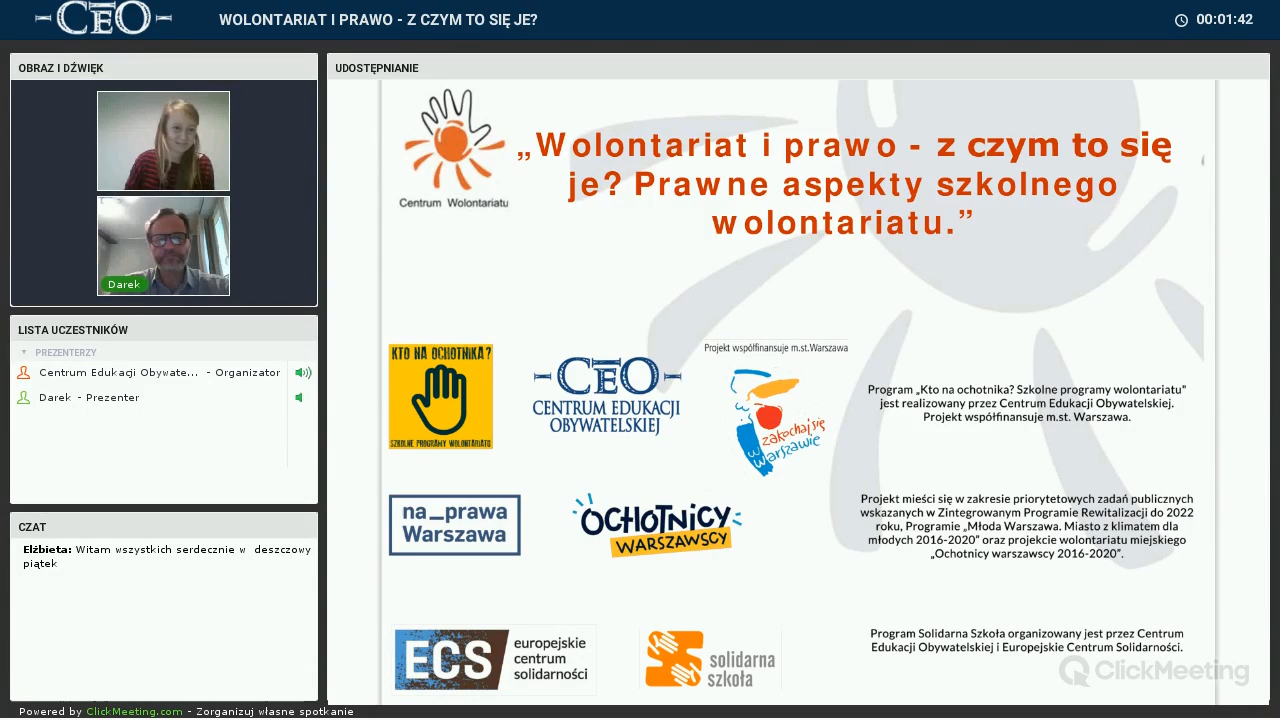 CEO
WOLONTARIAT I PRAWO - Z CZYM TO SIĘ JE?
00:01:42
OBRAZ I DŹWIĘK
Darek
LISTA UCZESTNIKÓW
PREZENTERZY
Centrum Edukacji Obywate... - Organizator
Darek - Prezenter
CZAT
Elżbieta: Witam wszystkich serdecznie w deszczowy
piątek
Powered by ClickMeeting.com - Zorganizuj własne spotkanie
UDOSTĘPNIANIE
Centrum Wolontariatu
„Wolontariat i prawo - z czym to się
je? Prawne aspekty szkolnego
wolontariatu.”
KTO NA OCHOTNIKA?
SZKOLNE PROGRAMY WOLONTARIATU
CEO
CENTRUM EDUKACJI
OBYWATELSKIEJ
Projekt współfinansuje m.st.Warszawa
zakochaj się
w Warszawie
Program „Kto na ochotnika? Szkolne programy wolontariatu”
jest realizowany przez Centrum Edukacji Obywatelskiej.
Projekt współfinansuje m.st. Warszawa.
na_prawa
Warszawa
OCHOTNICY
WARSZAWSCY
Projekt mieści się w zakresie priorytetowych zadań publicznych
wskazanych w Zintegrowanym Programie Rewitalizacji do 2022
roku, Programie „Młoda Warszawa. Miasto z klimatem dla
młodych 2016-2020” oraz projekcie wolontariatu miejskiego
„Ochotnicy warszawscy 2016-2020”.
ECS
europejskie
centrum
solidarności
solidarna
szkoła
Program Solidarna Szkoła organizowany jest przez Centrum
Edukacji Obywatelskiej i Europejskie Centrum Solidarności.
ClickMeeting